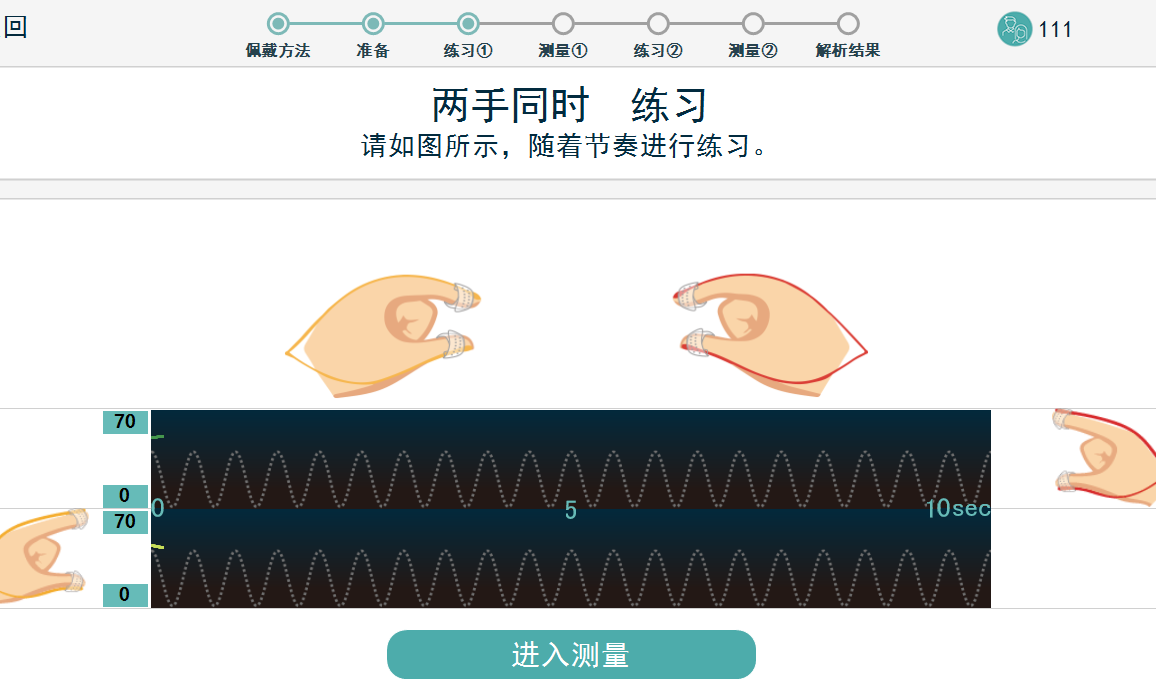 回
111
佩戴方法 准备 练习① 测量① 练习② 测量② 解析结果
两手同时 练习
请如图所示，随着节奏进行练习。
70
0
0 5 10sec
70
0
进入测量